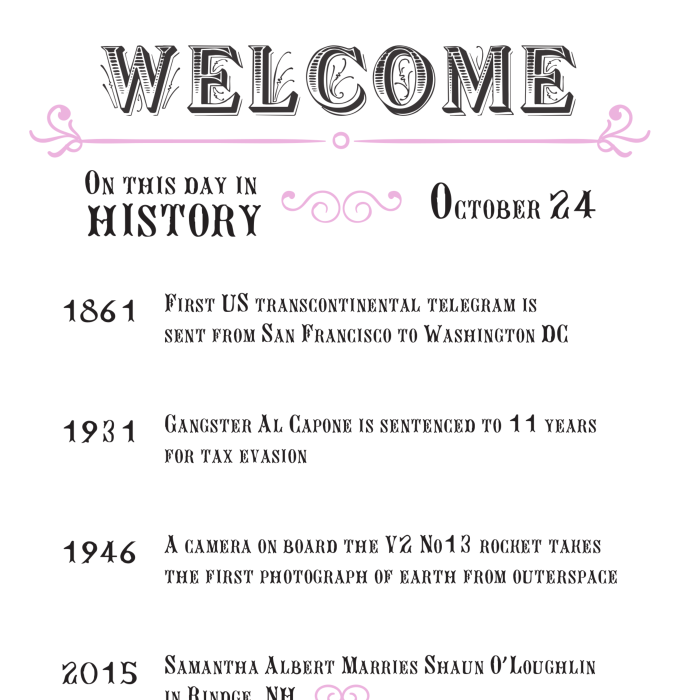 WELCOME
On this day in
HISTORY
October 24
1861
First US transcontinental telegram is
sent from San Francisco to Washington DC
1931
Gangster Al Capone is sentenced to 11 years
for tax evasion
1946
A camera on board the V2 No13 rocket takes
the first photograph of earth from outerspace
2015
Samantha Albert Marries Shaun O'Loughlin
in Rindge, NH